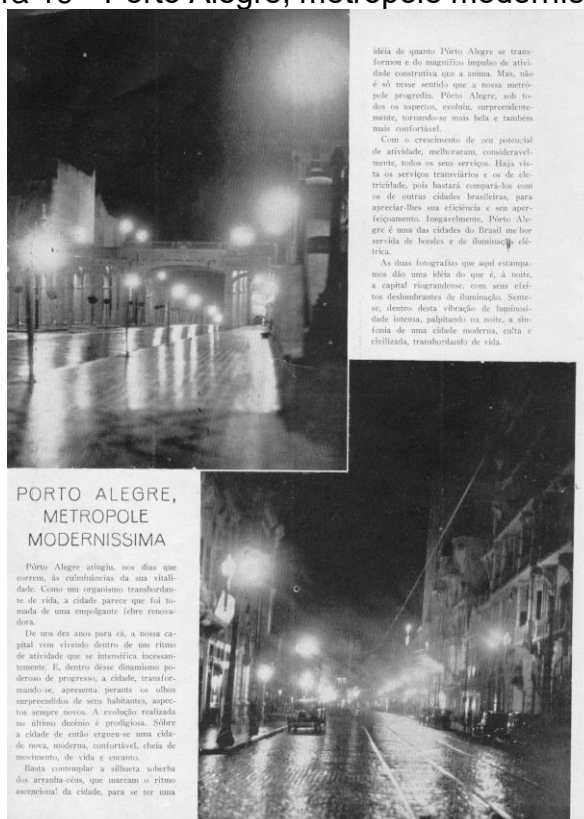 ra 18 – Porto Alegre, metrópole modernis
PORTO ALEGRE,
METROPOLE
MODERNISSIMA
Pôrto Alegre atingiu, nos dias que
correm, às culminâncias da sua vitali-
dade. Como um organismo transbordan-
te de vida, a cidade parece que foi to-
mada de uma empolgante febre renova-
dora.
De uns dez anos para cá, a nossa ca-
pital vem vivendo dentro de um ritmo
de atividade que se intensifica incessan-
temente. E, dentro dêsse dinamismo po-
deroso de progresso, a cidade, transfor-
mando-se, apresenta perante os olhos
surpreendidos de seus habitantes, aspec-
tos sempre novos. A evolução realizada
no último decênio é prodigiosa. Sôbre
a cidade de então ergueu-se uma cida-
de nova, moderna, confortável, cheia de
movimento, de vida e encanto.
Basta contemplar a silhueta soberba
dos arranha-céus, que marcam o ritmo
ascencional da cidade, para se ter uma
idéia de quanto Pôrto Alegre se trans-
formou e do magnífico impulso de ativi-
dade construtiva que a anima. Mas, não
é só nesse sentido que a nossa metró-
pole progrediu. Pôrto Alegre, sob to-
dos os aspectos, evoluiu, surpreendente-
mente, tornando-se mais bela e também
mais confortável.
Com o crescimento de seu potencial
de atividade, melhoraram, consideravel-
mente, todos os seus serviços. Haja vis-
ta os serviços transviários e os de ele-
tricidade, pois bastará compará-los com
os de outras cidades brasileiras, para
apreciar-lhes sua eficiência e seu aper-
feiçoamento. Inegavelmente, Pôrto Ale-
gre é uma das cidades do Brasil melhor
servida de bondes e de iluminação elé-
trica.
As duas fotografias que aqui estampa-
mos dão uma idéia do que é, à noite,
a capital riograndense, com seus efei-
tos deslumbrantes de iluminação. Sente-
se, dentro desta vibração de luminosi-
dade intensa, palpitando na noite, a sin-
fonia de uma cidade moderna, culta e
civilizada, transbordando de vida.